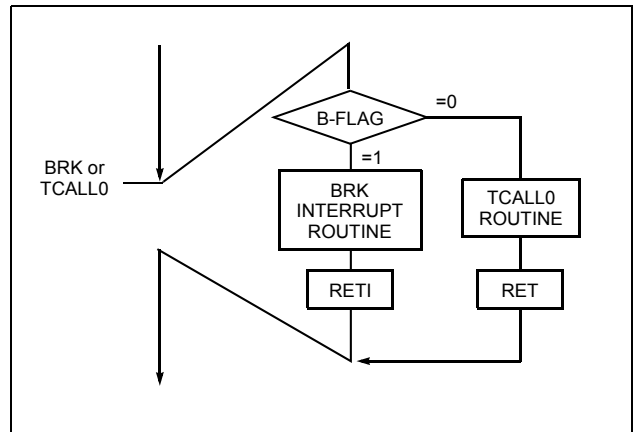 B-FLAG
=0
=1
BRK or
TCALL0
BRK
INTERRUPT
ROUTINE
TCALL0
ROUTINE
RETI
RET